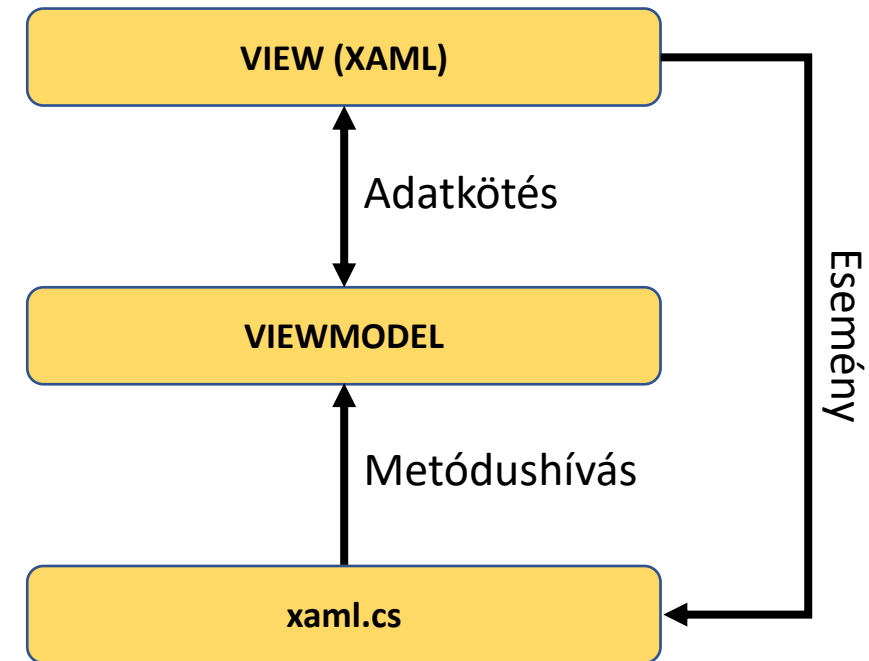 VIEW (XAML)
Adatkötés
Esemény
VIEWMODEL
Metódushívás
xaml.cs